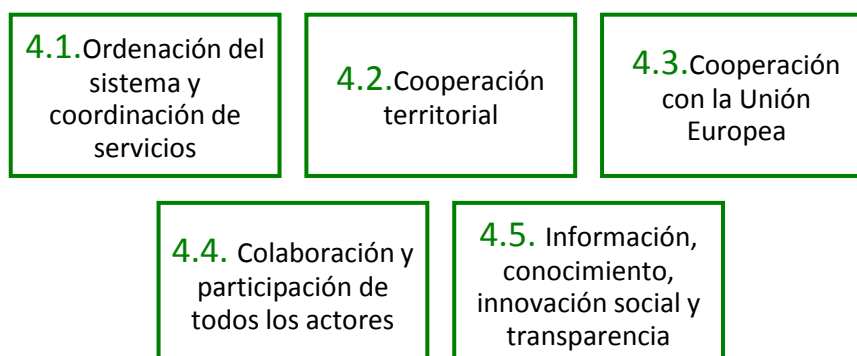 4.1.Ordenación del
sistema y
coordinación de
servicios
4.2.Cooperación
territorial
4.3.Cooperación
con la Unión
Europea
4.4. Colaboración y
participación de
todos los actores
4.5. Información,
conocimiento,
innovación social y
transparencia